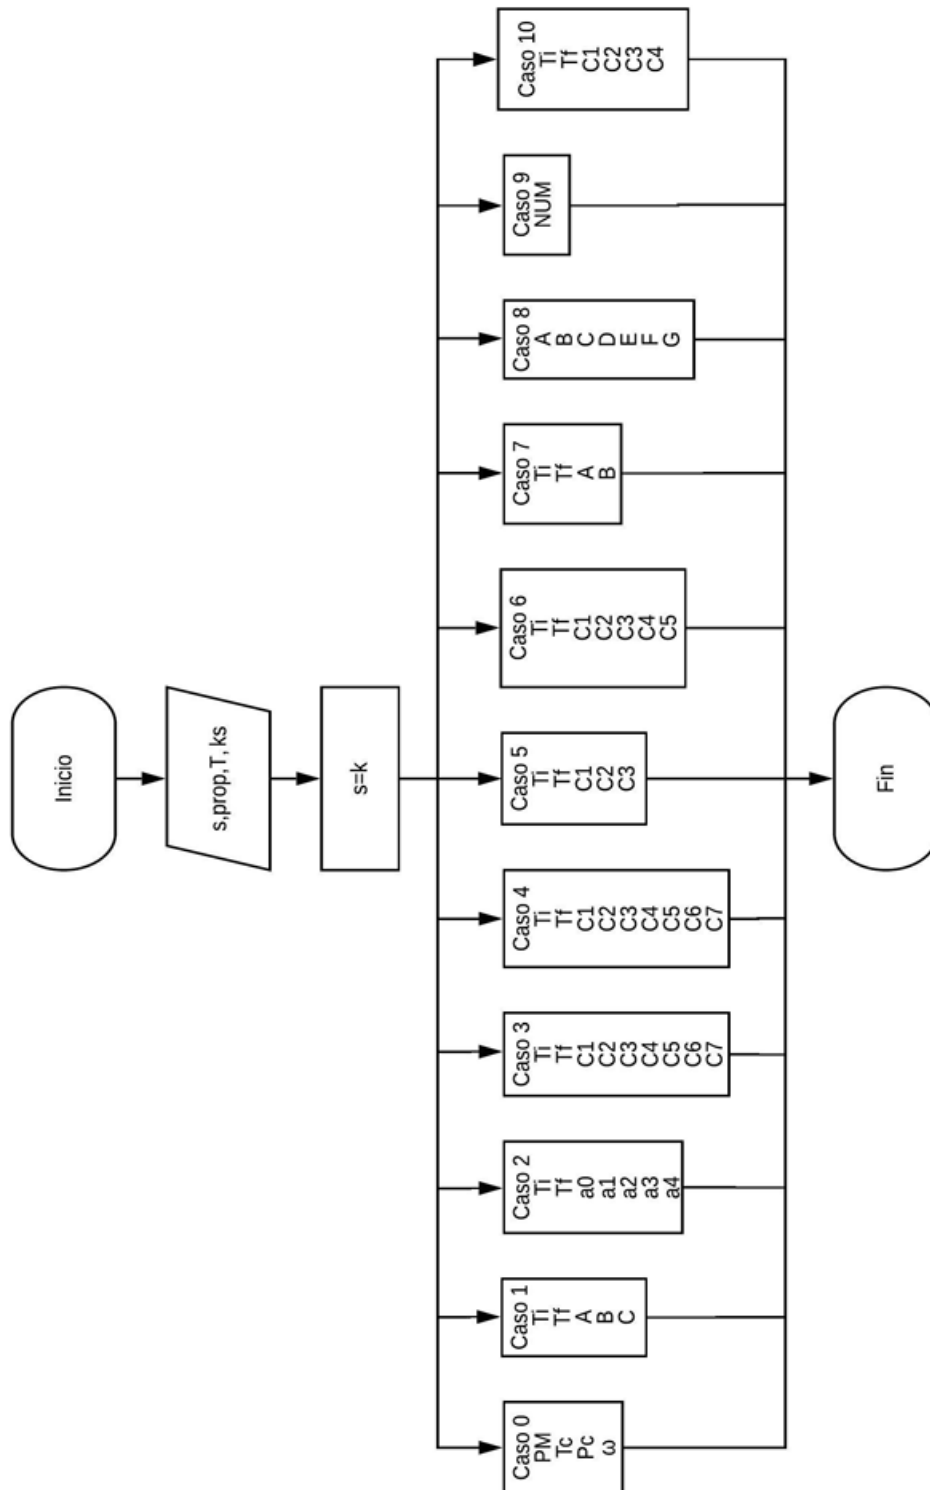 Inicio
s,prop,T, ks
s=k
Caso 0
PM
Tc
Pc
ω
Caso 1
Ti
Tf
A
B
C
Caso 2
Ti
Tf
a0
a1
a2
a3
a4
Caso 3
Ti
Tf
C1
C2
C3
C4
C5
C6
C7
Caso 4
Ti
Tf
C1
C2
C3
C4
C5
C6
C7
Caso 5
Ti
Tf
C1
C2
C3
Caso 6
Ti
Tf
C1
C2
C3
C4
C5
Caso 7
Ti
Tf
A
B
Caso 8
A
B
C
D
E
F
G
Caso 9
NUM
Caso 10
Ti
Tf
C1
C2
C3
C4
Fin